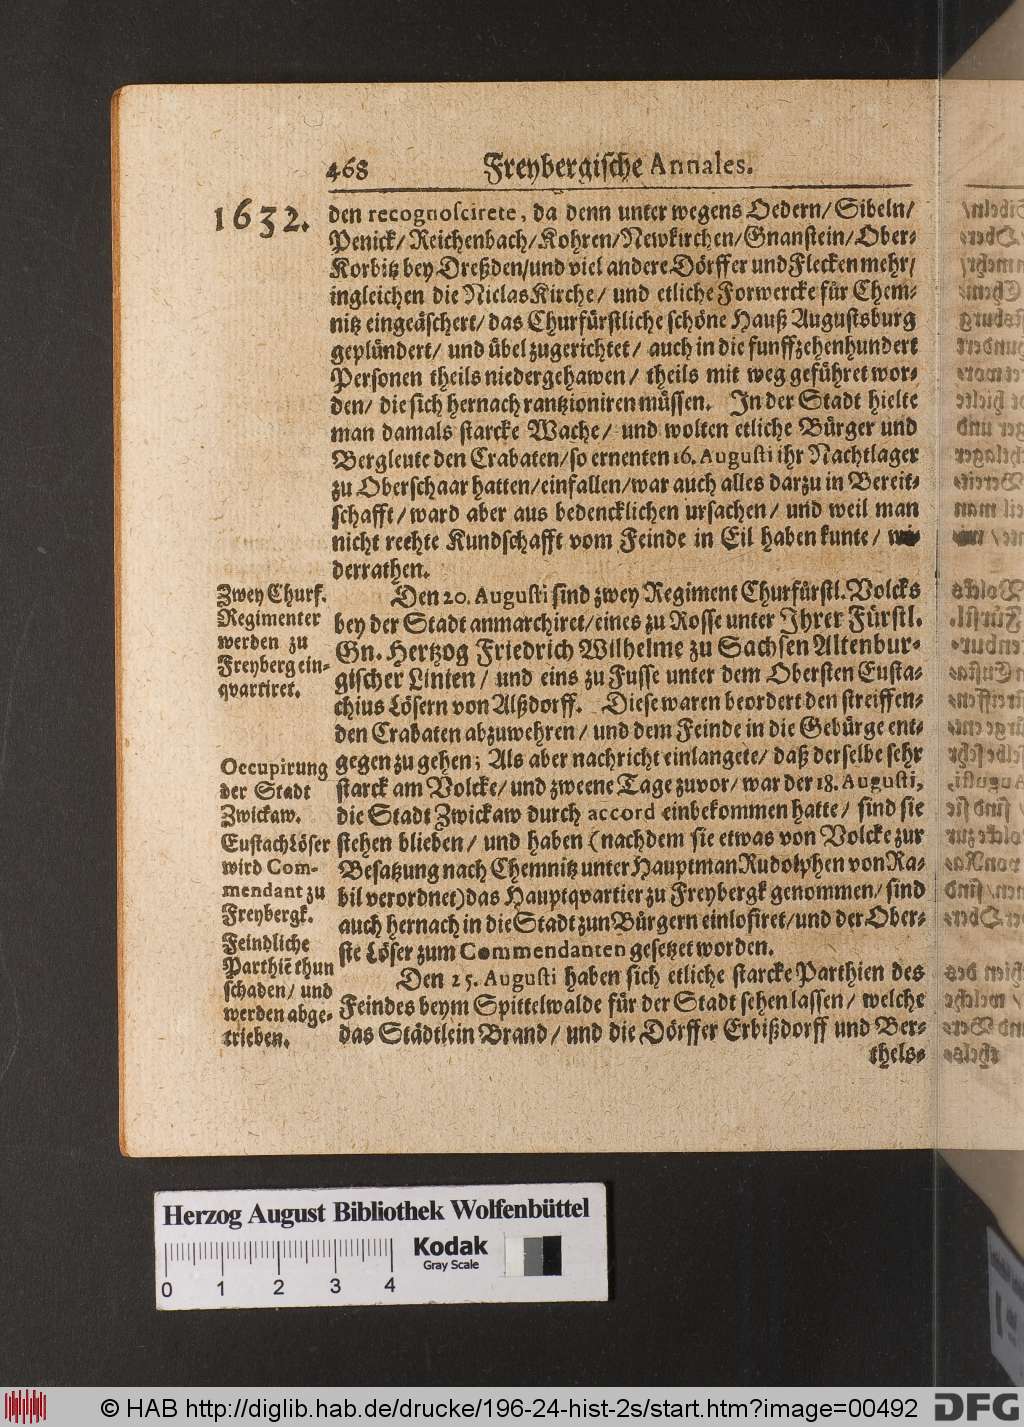 468 Freybergische Annales.
1632.
den recognoscirete, da denn unter wegens Oedern/ Sibeln/
Penick/ Reichenbach/ Kohren/ Newkirchen/ Gnanstein/ Ober-
Korbitz bey Dreßden/ und viel andere Dörffer und Flecken mehr/
ingleichen die Niclas Kirche/ und etliche Forwercke für Chem-
nitz eingeäschert/ das Churfürstliche schöne Hauß Augustsburg
geplündert/ und übel zugerichtet/ auch in die funffzehenhundert
Personen theils niedergehawen/ theils mit weg geführet wor-
den/ die sich hernach rantzioniren müssen. In der Stadt hielte
man damals starcke Wache/ und wolten etliche Bürger und
Bergleute den Crabaten/ so ernenten 16. Augusti ihr Nachtlager
zu Oberschaar hatten/ einfallen/ war auch alles darzu in Bereit-
schafft/ ward aber aus bedencklichen ursachen/ und weil man
nicht rechte Kundschafft vom Feinde in Eil haben kunte/ wi-
derrathen.
Zwey Churf.
Regimenter
werden zu
Freyberg ein-
qvartiret.
Den 20. Augusti sind zwey Regiment Churfürstl. Volcks
bey der Stadt anmarchiret/ eines zu Rosse unter Ihrer Fürstl.
Gn. Hertzog Friedrich Wilhelme zu Sachsen Altenbur-
gischer Linien/ und eins zu Fusse unter dem Obersten Eusta-
chius Lösern von Alßdorff. Diese waren beordert den streiffen-
den Crabaten abzuwehren/ und dem Feinde in die Gebürge ent-
gegen zu gehen; Als aber nachricht einlangete/ daß derselbe sehr
starck am Volcke/ und zweene Tage zuvor/ war der 18. Augusti,
die Stadt Zwickaw durch accord einbekommen hatte/ sind sie
stehen blieben/ und haben (nachdem sie etwas von Volcke zur
Besatzung nach Chemnitz unter Hauptman Rudolphen von Ra-
bil verordnet) das Hauptqvartier zu Freybergk genommen/ sind
auch hernach in die Stadt zun Bürgern einlosiret/ und der Ober-
ste Löser zum Commendanten gesetzet worden.
Occupirung
der Stadt
Zwickaw.
Eustach Löser
wird Com-
mendant zu
Freybergk.
Feindliche
Parthiē thun
schaden/ und
werden abge-
trieben.
Den 25. Augusti haben sich etliche starcke Parthien des
Feindes beym Spittelwalde für der Stadt sehen lassen/ welche
das Städtlein Brand/ und die Dörffer Erbißdorff und Ber-
thels-
Herzog August Bibliothek Wolfenbüttel
0 1 2 3 4
Kodak
Gray Scale
© HAB http://diglib.hab.de/drucke/196-24-hist-2s/start.htm?image=00492
DFG